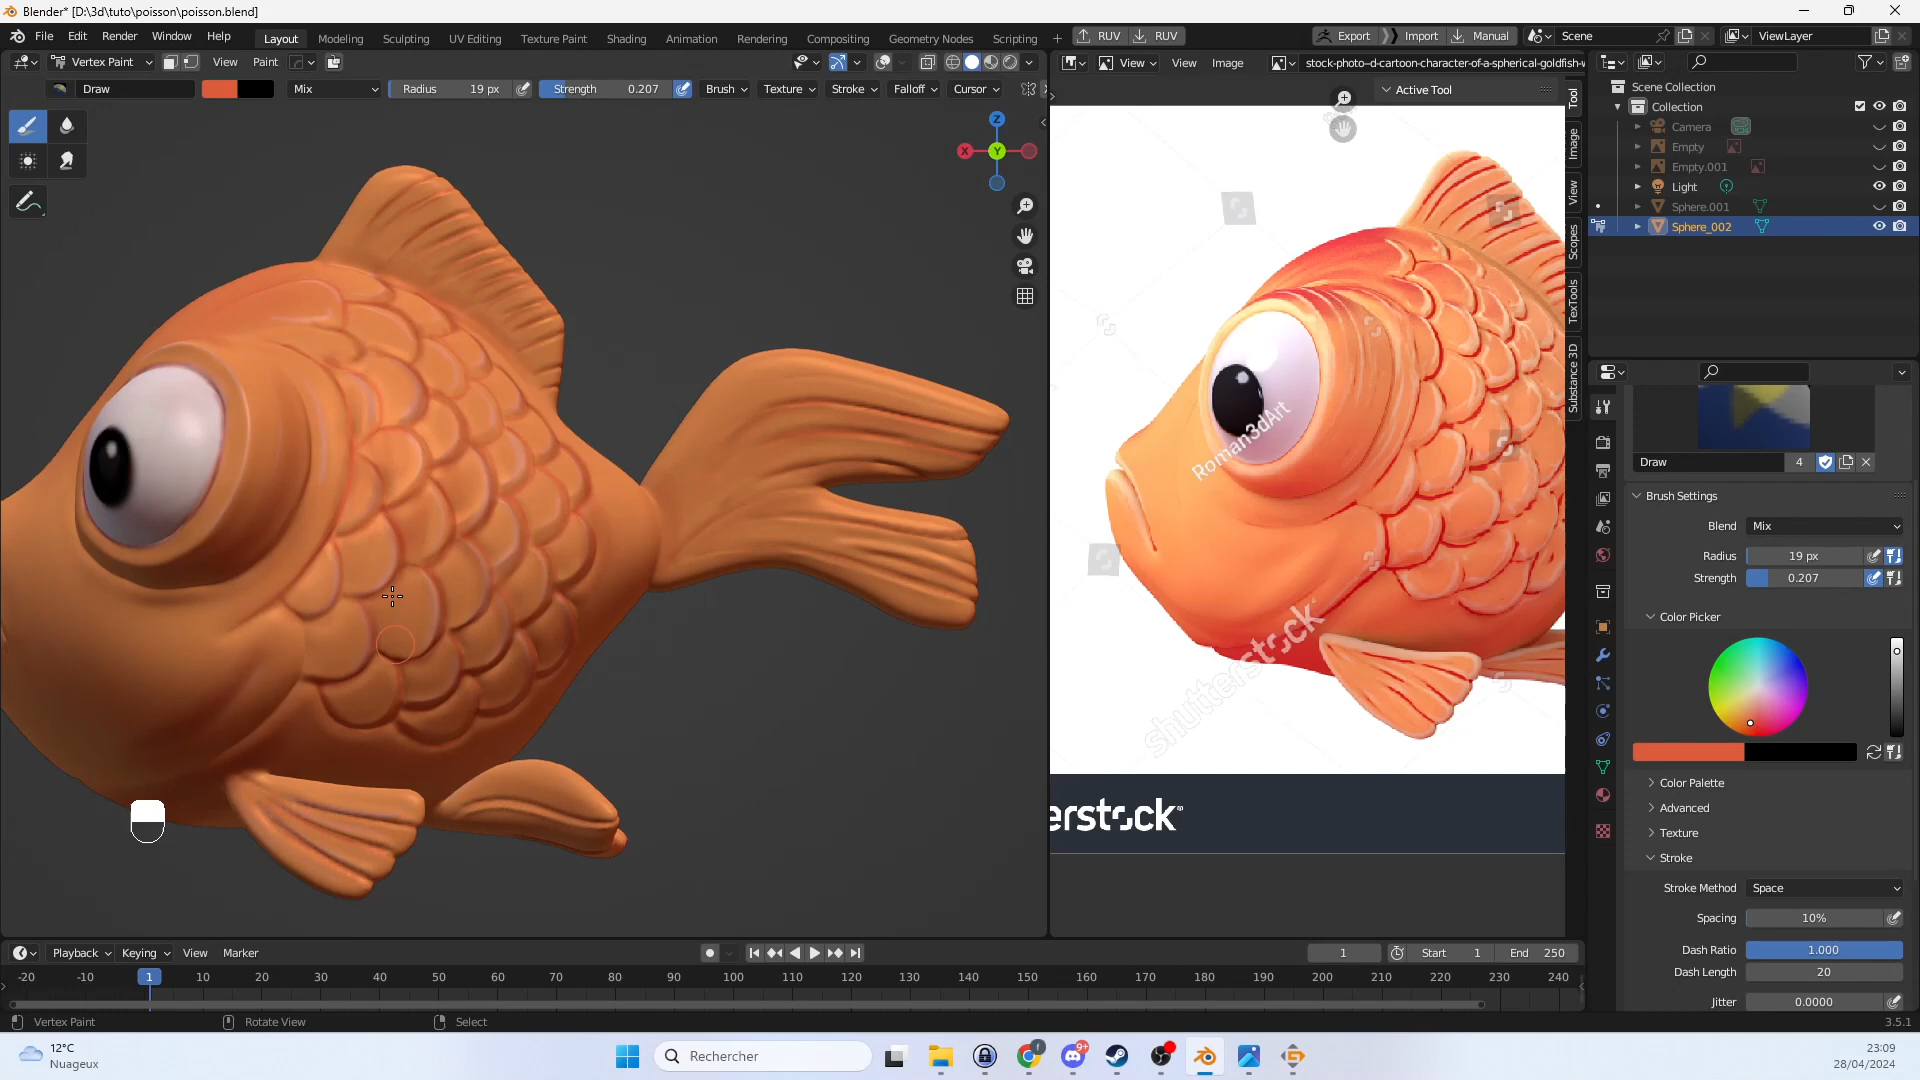 Blender* [D:\3d\tuto\poisson\poisson.blend]
File Edit Render Window Help Layout Modeling Sculpting UV Editing Texture Paint Shading Animation Rendering Compositing Geometry Nodes Scripting + RUV RUV Export Import Manual Scene ViewLayer
Vertex Paint View Paint View View Image stock-photo--d-cartoon-character-of-a-spherical-goldfish-v
Draw Mix Radius 19 px Strength 0.207 Brush Texture Stroke Falloff Cursor Active Tool
Scene Collection
Collection
Camera
Empty
Empty.001
Light
Sphere.001
Sphere_002
Z
X Y
Tool
Image
View
Scopes
TexTools
Substance 3D
Roman3dArt
shutterstock
erstock
Draw 4
Brush Settings
Blend Mix
Radius 19 px
Strength 0.207
Color Picker
Color Palette
Advanced
Texture
Stroke
Stroke Method Space
Spacing 10%
Dash Ratio 1.000
Dash Length 20
Jitter 0.0000
Playback Keying View Marker 1 Start 1 End 250
-20 -10 1 10 20 30 40 50 60 70 80 90 100 110 120 130 140 150 160 170 180 190 200 210 220 230 240
Vertex Paint Rotate View Select 3.5.1
12°C
Nuageux
Rechercher
9+
23:09
28/04/2024